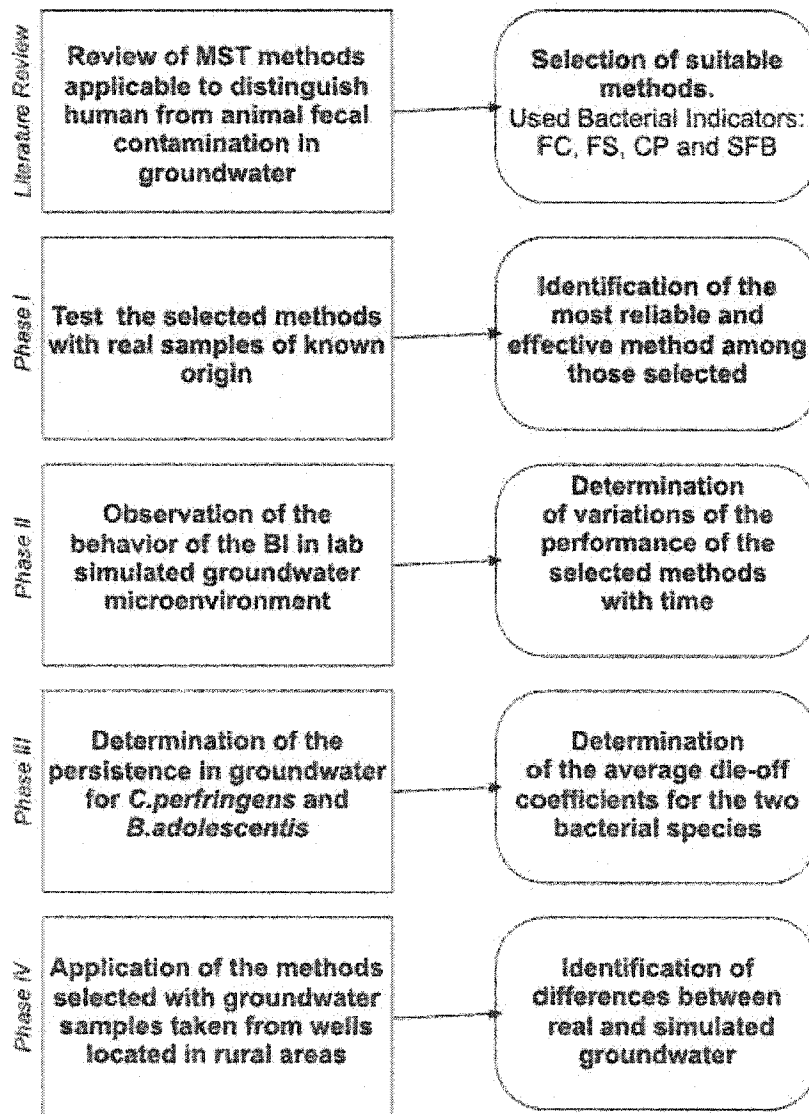 Literature Review
Review of MST methods
applicable to distinguish
human from animal fecal
contamination in
groundwater
Selection of suitable
methods.
Used Bacterial Indicators:
FC, FS, CP and SFB
Phase I
Test the selected methods
with real samples of known
origin
Identification of the
most reliable and
effective method among
those selected
Phase II
Observation of the
behavior of the BI in lab
simulated groundwater
microenvironment
Determination
of variations of the
performance of the
selected methods
with time
Phase III
Determination of the
persistence in groundwater
for C.perfringens and
B.adolescentis
Determination
of the average die-off
coefficients for the two
bacterial species
Phase IV
Application of the methods
selected with groundwater
samples taken from wells
located in rural areas
Identification of
differences between
real and simulated
groundwater